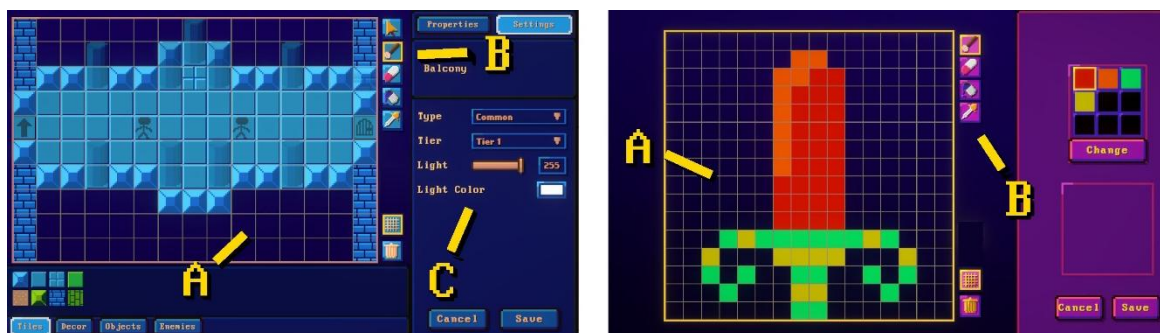 Properties Settings
B
Balcony
Type Common
Tier Tier 1
Light 255
Light Color
A
C
Cancel Save
Tiles Decor Objects Enemies
A
B
Change
Cancel Save